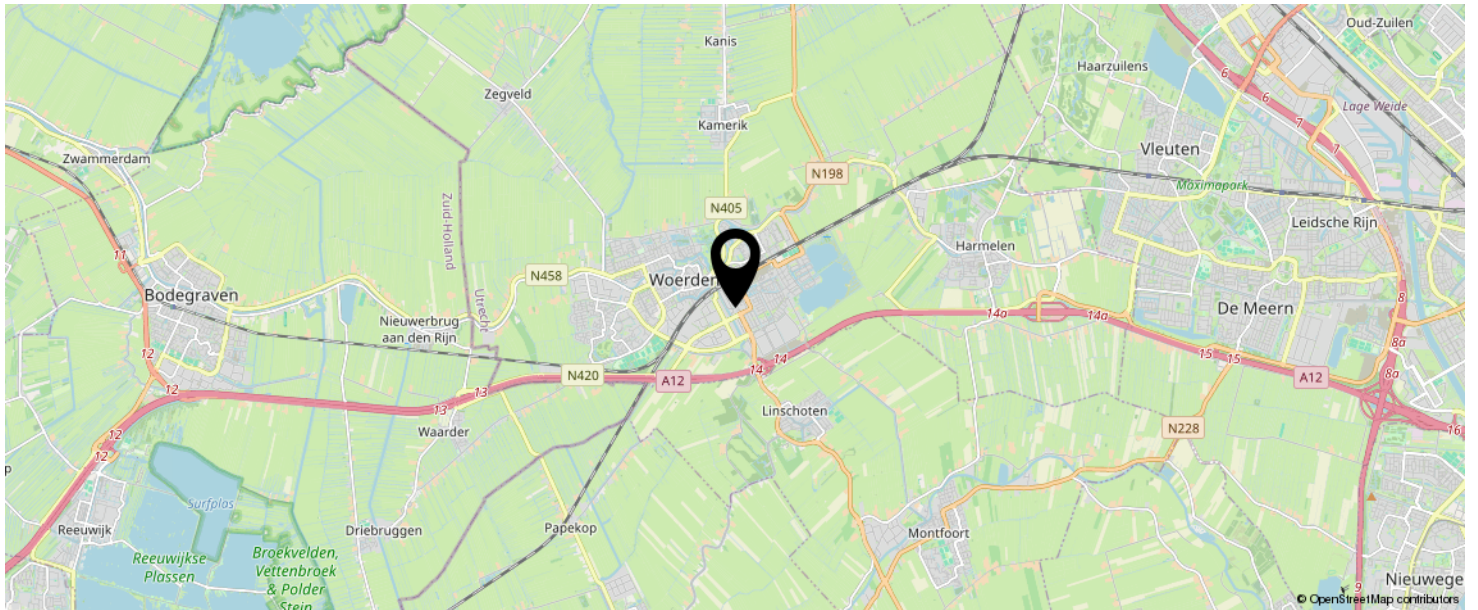 Kanis
Oud-Zuilen
Haarzuilens
6
6
Zegveld
Lage Weide
7
Kamerik
7
Zwammerdam
Vleuten
N198
Maximapark
Zuid-Holland
N405
Leidsche Rijn
Harmelen
11
N458
Woerden
Bodegraven
Utrecht
8
14a
14a
De Meern
Nieuwerbrug
aan den Rijn
8a
12
14
15
15
14
8a
N420
A12
A12
12
13
13
Linschoten
Waarder
N228
16
12
12
p
Surfplas
Reeuwijk
Driebruggen
Papekop
Montfoort
Reeuwijkse
Plassen
Broekvelden,
Vettenbroek
& Polder
Stein
Nieuwege
9
© OpenStreetMap contributors